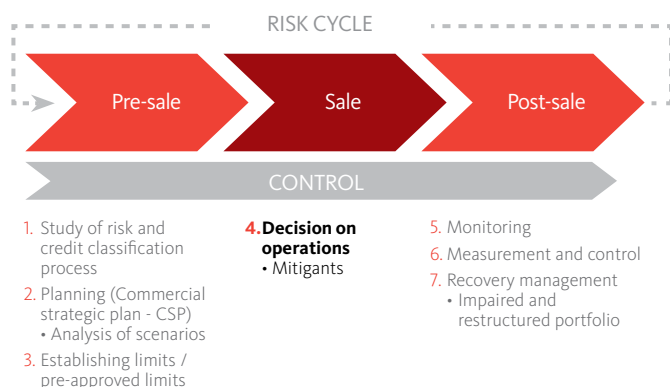 RISK CYCLE
Pre-sale
Sale
Post-sale
CONTROL
1. Study of risk and
credit classification
process
2. Planning (Commercial
strategic plan - CSP)
• Analysis of scenarios
3. Establishing limits /
pre-approved limits
4. Decision on
operations
• Mitigants
5. Monitoring
6. Measurement and control
7. Recovery management
• Impaired and
restructured portfolio